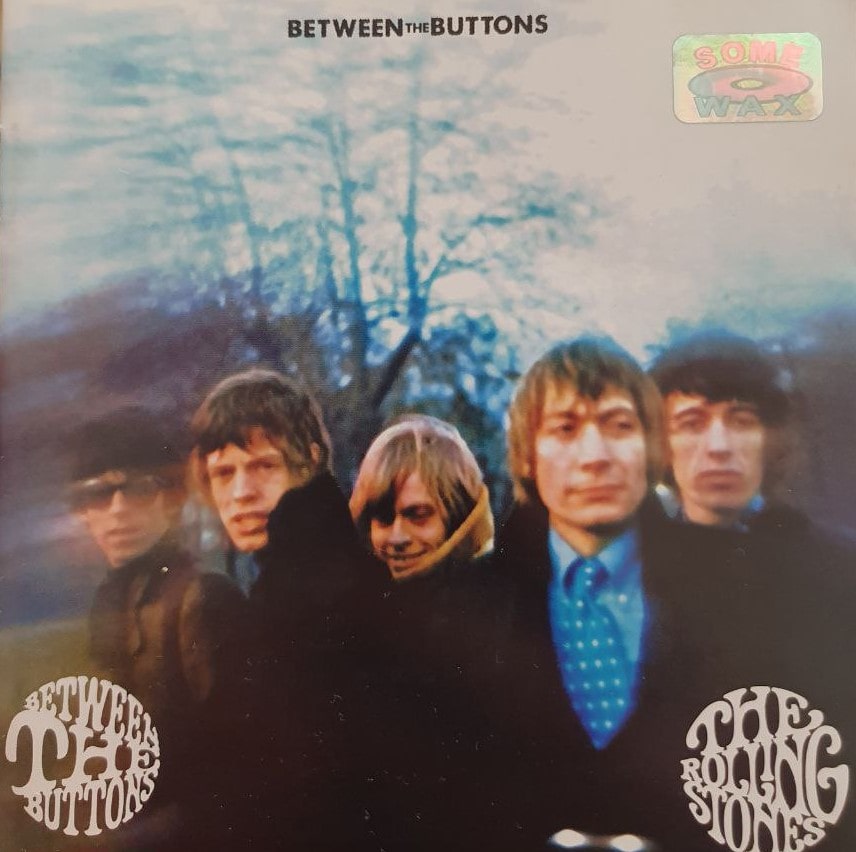 BETWEEN THE BUTTONS
SOME
WAX
BETWEEN
THE
BUTTONS
THE
ROLLING
STONES